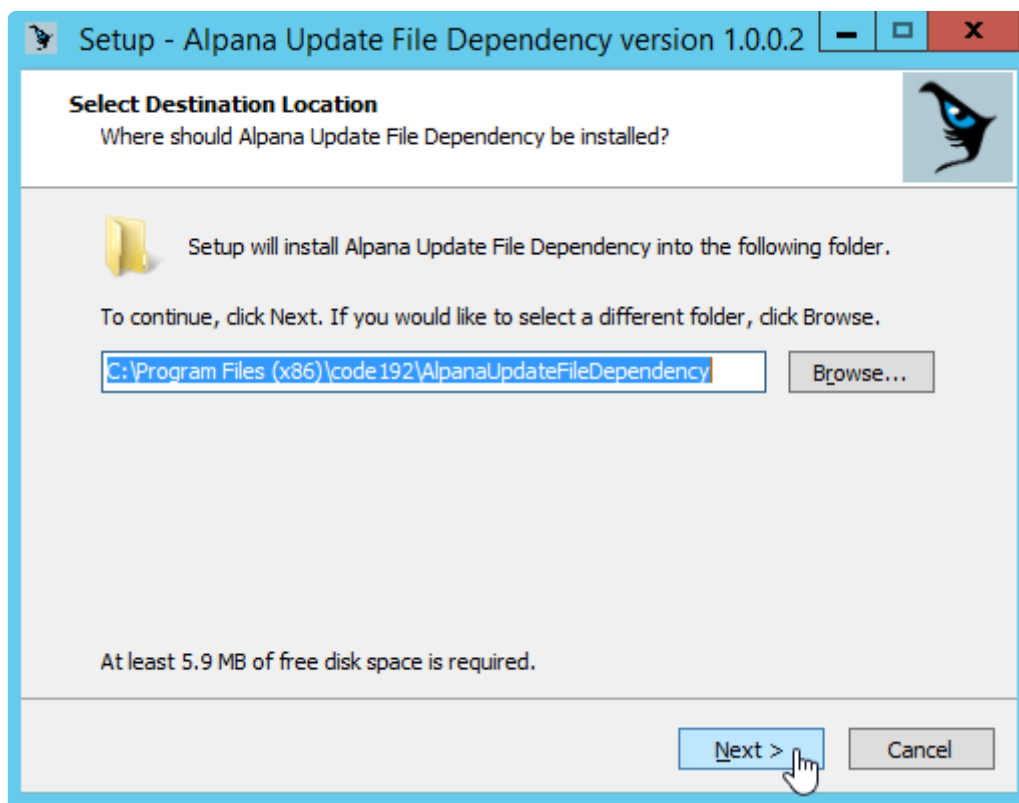 Setup - Alpana Update File Dependency version 1.0.0.2
Select Destination Location
Where should Alpana Update File Dependency be installed?
Setup will install Alpana Update File Dependency into the following folder.
To continue, click Next. If you would like to select a different folder, click Browse.
C:\Program Files (x86)\code192\AlpanaUpdateFileDependency
Browse...
At least 5.9 MB of free disk space is required.
Next >
Cancel